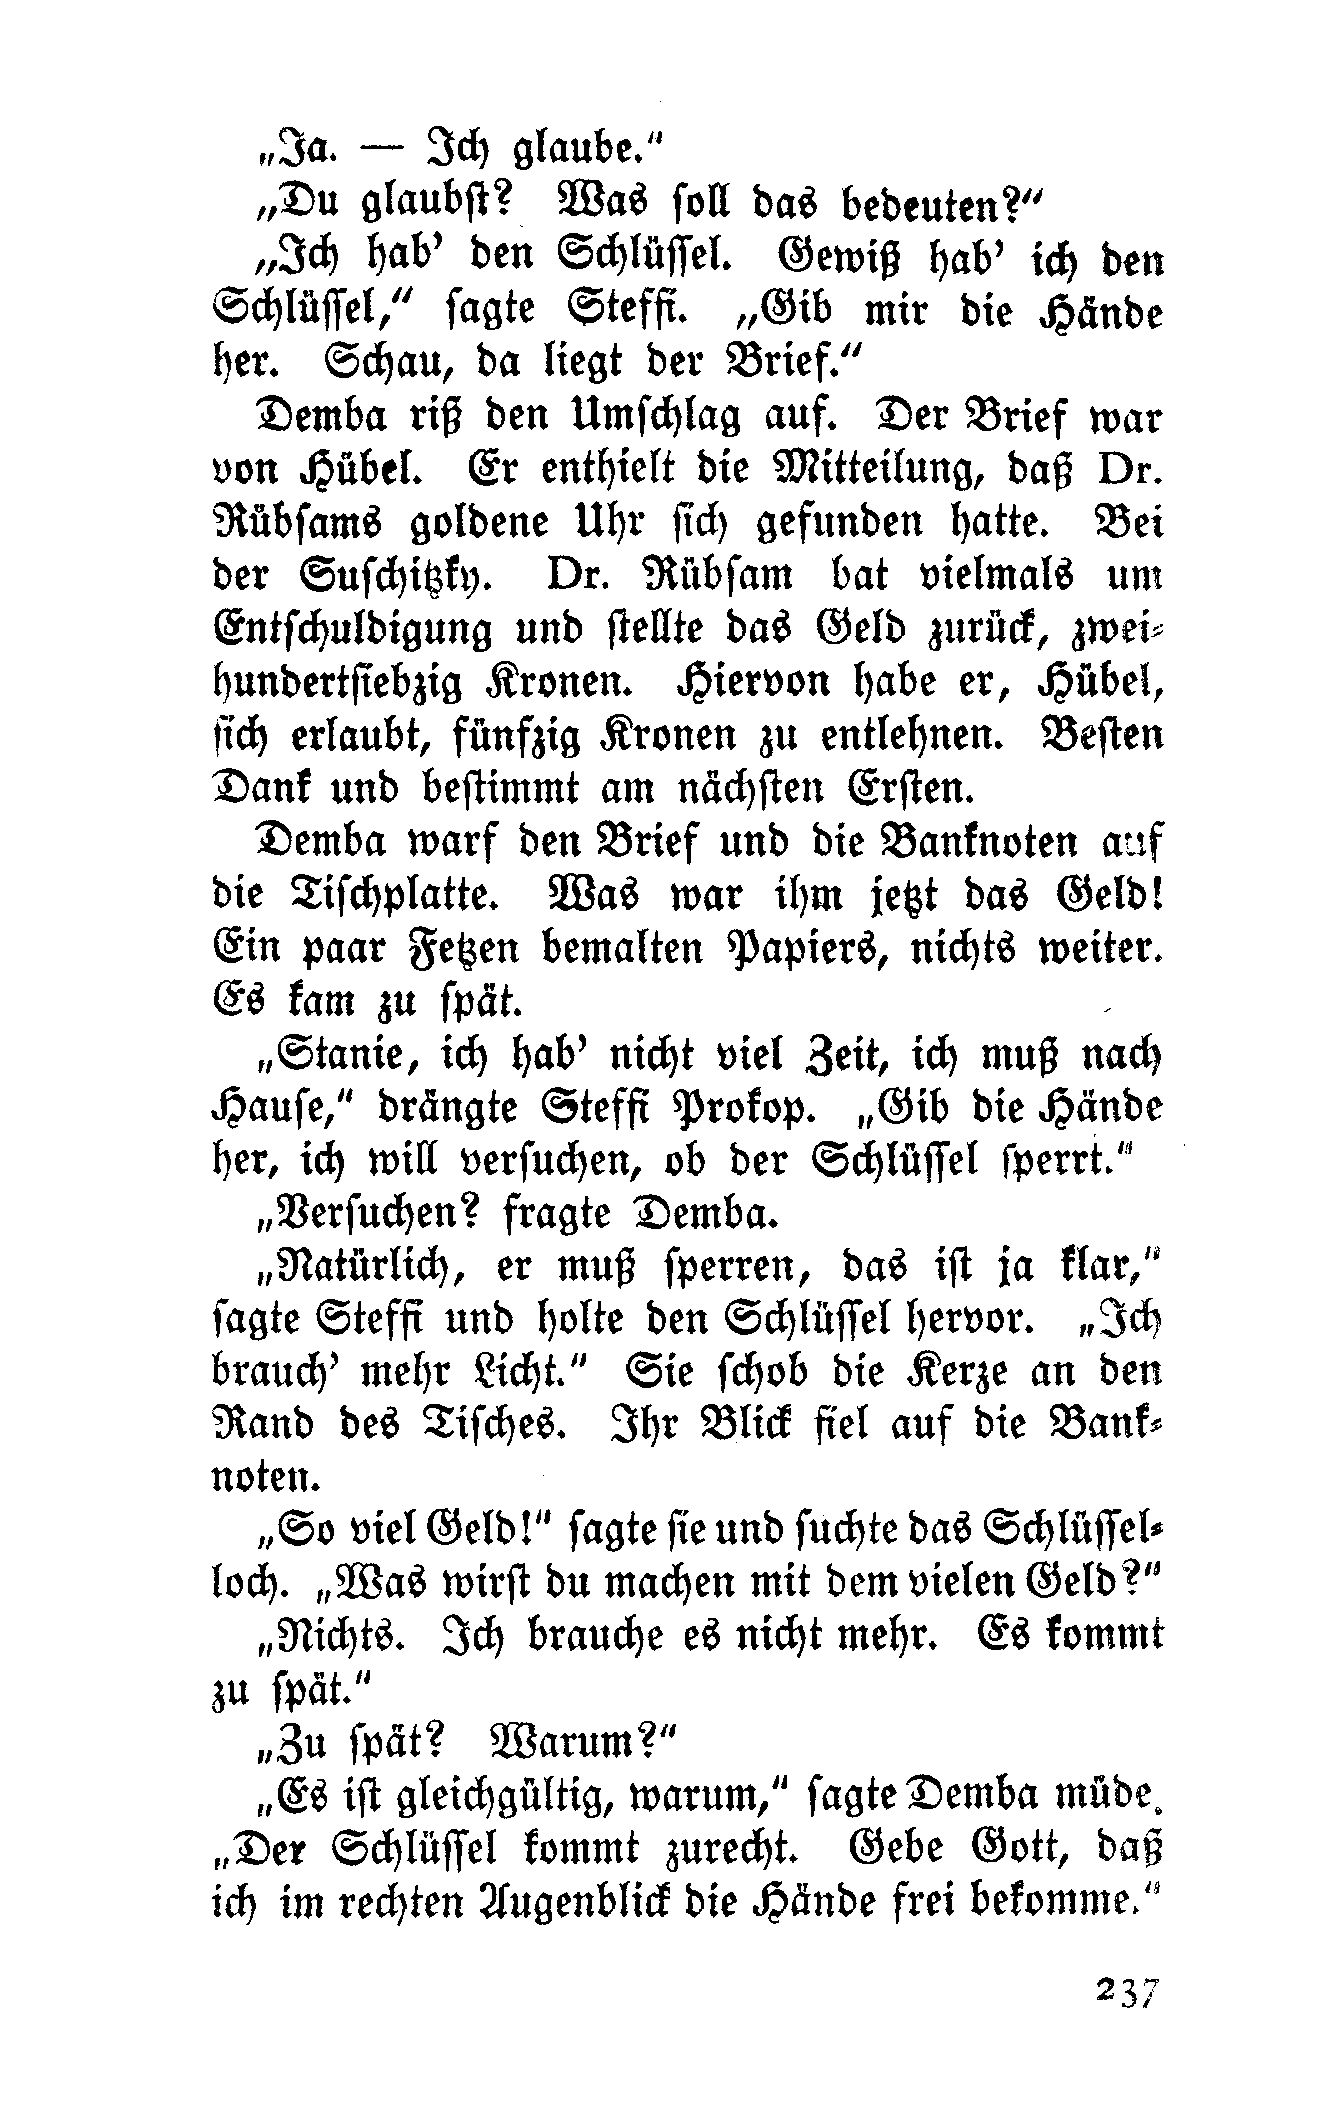 „Ja. — Ich glaube.“
„Du glaubst? Was soll das bedeuten?“
„Ich hab’ den Schlüssel. Gewiß hab’ ich den
Schlüssel,“ sagte Steffi. „Gib mir die Hände
her. Schau, da liegt der Brief.“
Demba riß den Umschlag auf. Der Brief war
von Hübel. Er enthielt die Mitteilung, daß Dr.
Rübsams goldene Uhr sich gefunden hatte. Bei
der Suschitzky. Dr. Rübsam bat vielmals um
Entschuldigung und stellte das Geld zurück, zwei-
hundertsiebzig Kronen. Hiervon habe er, Hübel,
sich erlaubt, fünfzig Kronen zu entlehnen. Besten
Dank und bestimmt am nächsten Ersten.
Demba warf den Brief und die Banknoten auf
die Tischplatte. Was war ihm jetzt das Geld!
Ein paar Fetzen bemalten Papiers, nichts weiter.
Es kam zu spät.
„Stanie, ich hab’ nicht viel Zeit, ich muß nach
Hause,“ drängte Steffi Prokop. „Gib die Hände
her, ich will versuchen, ob der Schlüssel sperrt.“
„Versuchen? fragte Demba.
„Natürlich, er muß sperren, das ist ja klar,“
sagte Steffi und holte den Schlüssel hervor. „Ich
brauch’ mehr Licht.“ Sie schob die Kerze an den
Rand des Tisches. Ihr Blick fiel auf die Bank-
noten.
„So viel Geld!“ sagte sie und suchte das Schlüssel-
loch. „Was wirst du machen mit dem vielen Geld?“
„Nichts. Ich brauche es nicht mehr. Es kommt
zu spät.“
„Zu spät? Warum?“
„Es ist gleichgültig, warum,“ sagte Demba müde.
„Der Schlüssel kommt zurecht. Gebe Gott, daß
ich im rechten Augenblick die Hände frei bekomme.“
237